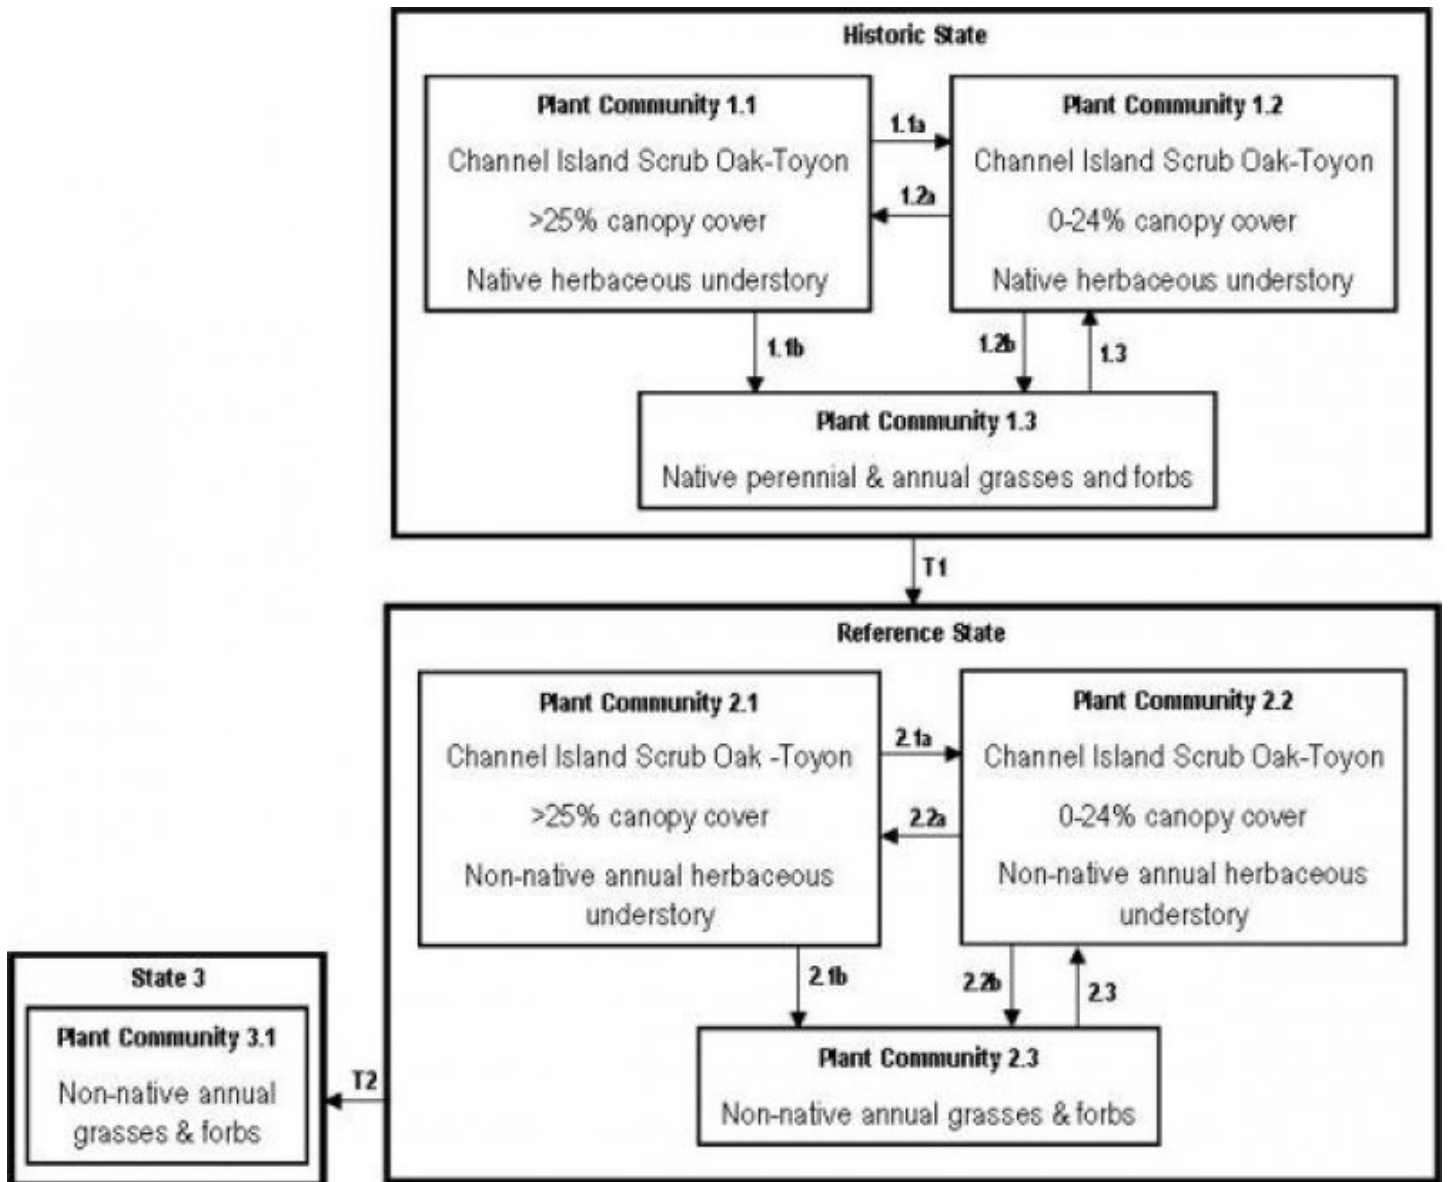 Historic State
Plant Community 1.1
Channel Island Scrub Oak-Toyon
>25% canopy cover
Native herbaceous understory
1.1a
1.2a
Plant Community 1.2
Channel Island Scrub Oak-Toyon
0-24% canopy cover
Native herbaceous understory
1.1b
1.2b
1.3
Plant Community 1.3
Native perennial & annual grasses and forbs
T1
Reference State
Plant Community 2.1
Channel Island Scrub Oak -Toyon
>25% canopy cover
Non-native annual herbaceous
understory
2.1a
2.2a
Plant Community 2.2
Channel Island Scrub Oak-Toyon
0-24% canopy cover
Non-native annual herbaceous
understory
2.1b
2.2b
2.3
Plant Community 2.3
Non-native annual grasses & forbs
T2
State 3
Plant Community 3.1
Non-native annual
grasses & forbs